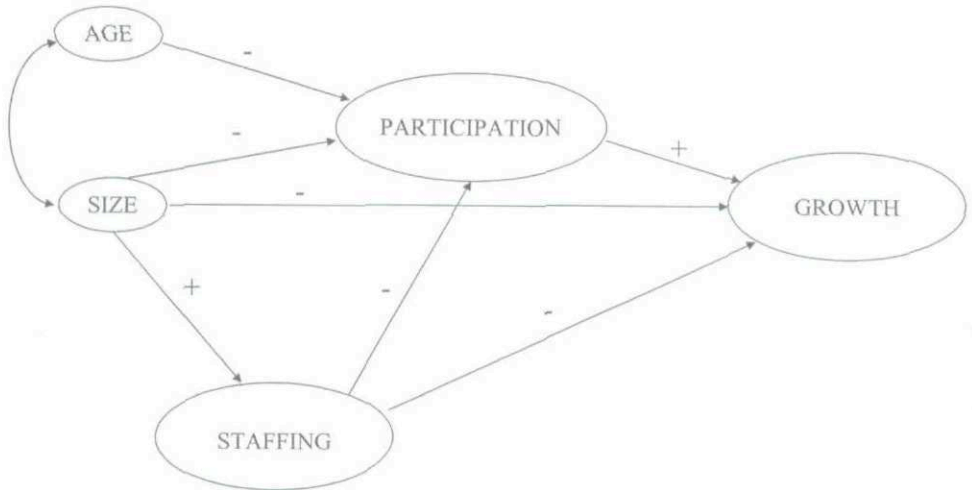 AGE
-
PARTICIPATION
-
+
SIZE
-
GROWTH
+
-
-
STAFFING